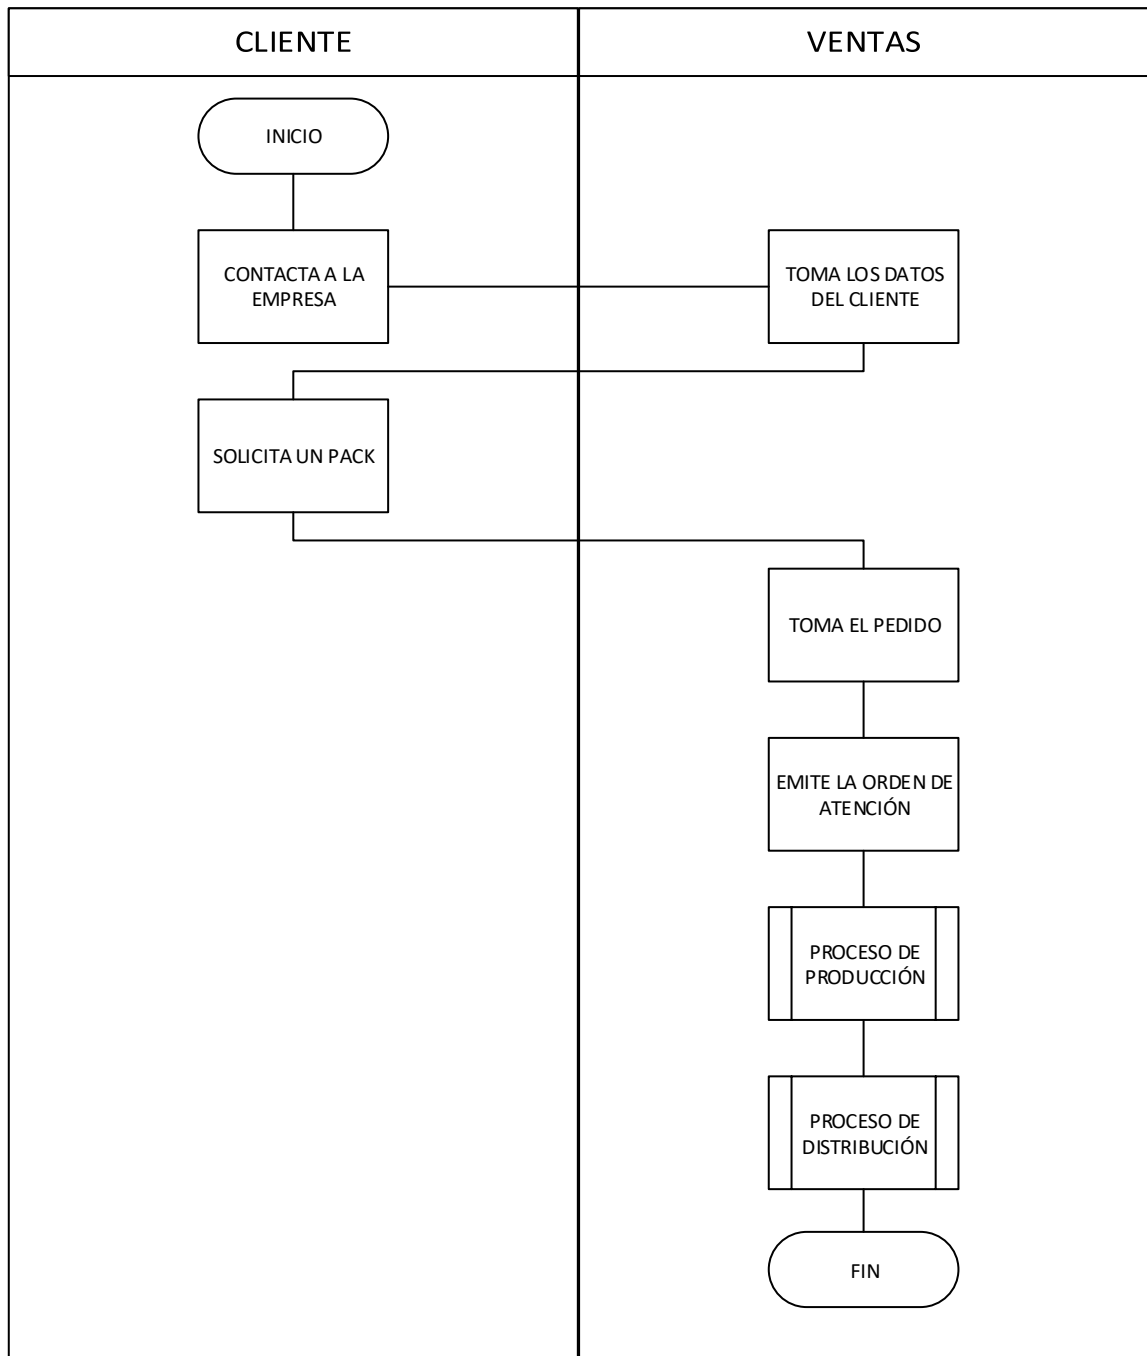 CLIENTE
VENTAS
INICIO
CONTACTA A LA
EMPRESA
TOMA LOS DATOS
DEL CLIENTE
SOLICITA UN PACK
TOMA EL PEDIDO
EMITE LA ORDEN DE
ATENCIÓN
PROCESO DE
PRODUCCIÓN
PROCESO DE
DISTRIBUCIÓN
FIN